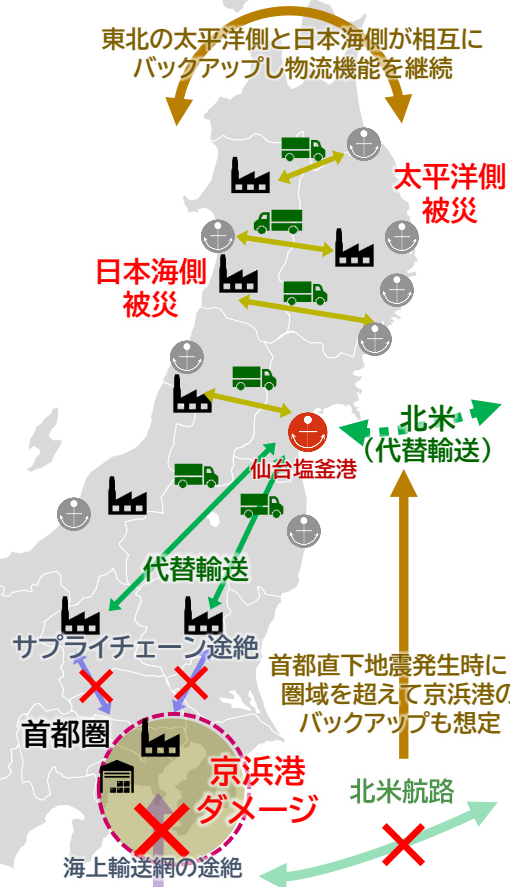 東北の太平洋側と日本海側が相互に
バックアップし物流機能を継続
太平洋側
被災
日本海側
被災
北米
（代替輸送）
仙台塩釜港
代替輸送
サプライチェーン途絶
首都直下地震発生時に
圏域を超えて京浜港の
バックアップも想定
首都圏
京浜港
ダメージ
北米航路
海上輸送網の途絶